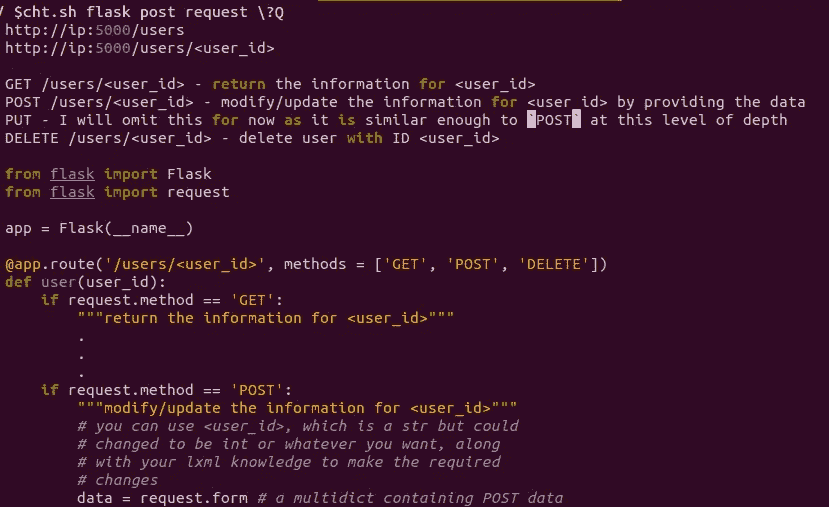 / $cht.sh flask post request \?Q
http://ip:5000/users
http://ip:5000/users/<user_id>
GET /users/<user_id> - return the information for <user_id>
POST /users/<user_id> - modify/update the information for <user_id> by providing the data
PUT - I will omit this for now as it is similar enough to `POST` at this level of depth
DELETE /users/<user_id> - delete user with ID <user_id>
from flask import Flask
from flask import request
app = Flask(__name__)
@app.route('/users/<user_id>', methods = ['GET', 'POST', 'DELETE'])
def user(user_id):
    if request.method == 'GET':
        """return the information for <user_id>"""
        .
        .
        .
    if request.method == 'POST':
        """modify/update the information for <user_id>"""
        # you can use <user_id>, which is a str but could
        # changed to be int or whatever you want, along
        # with your lxml knowledge to make the required
        # changes
        data = request.form # a multidict containing POST data